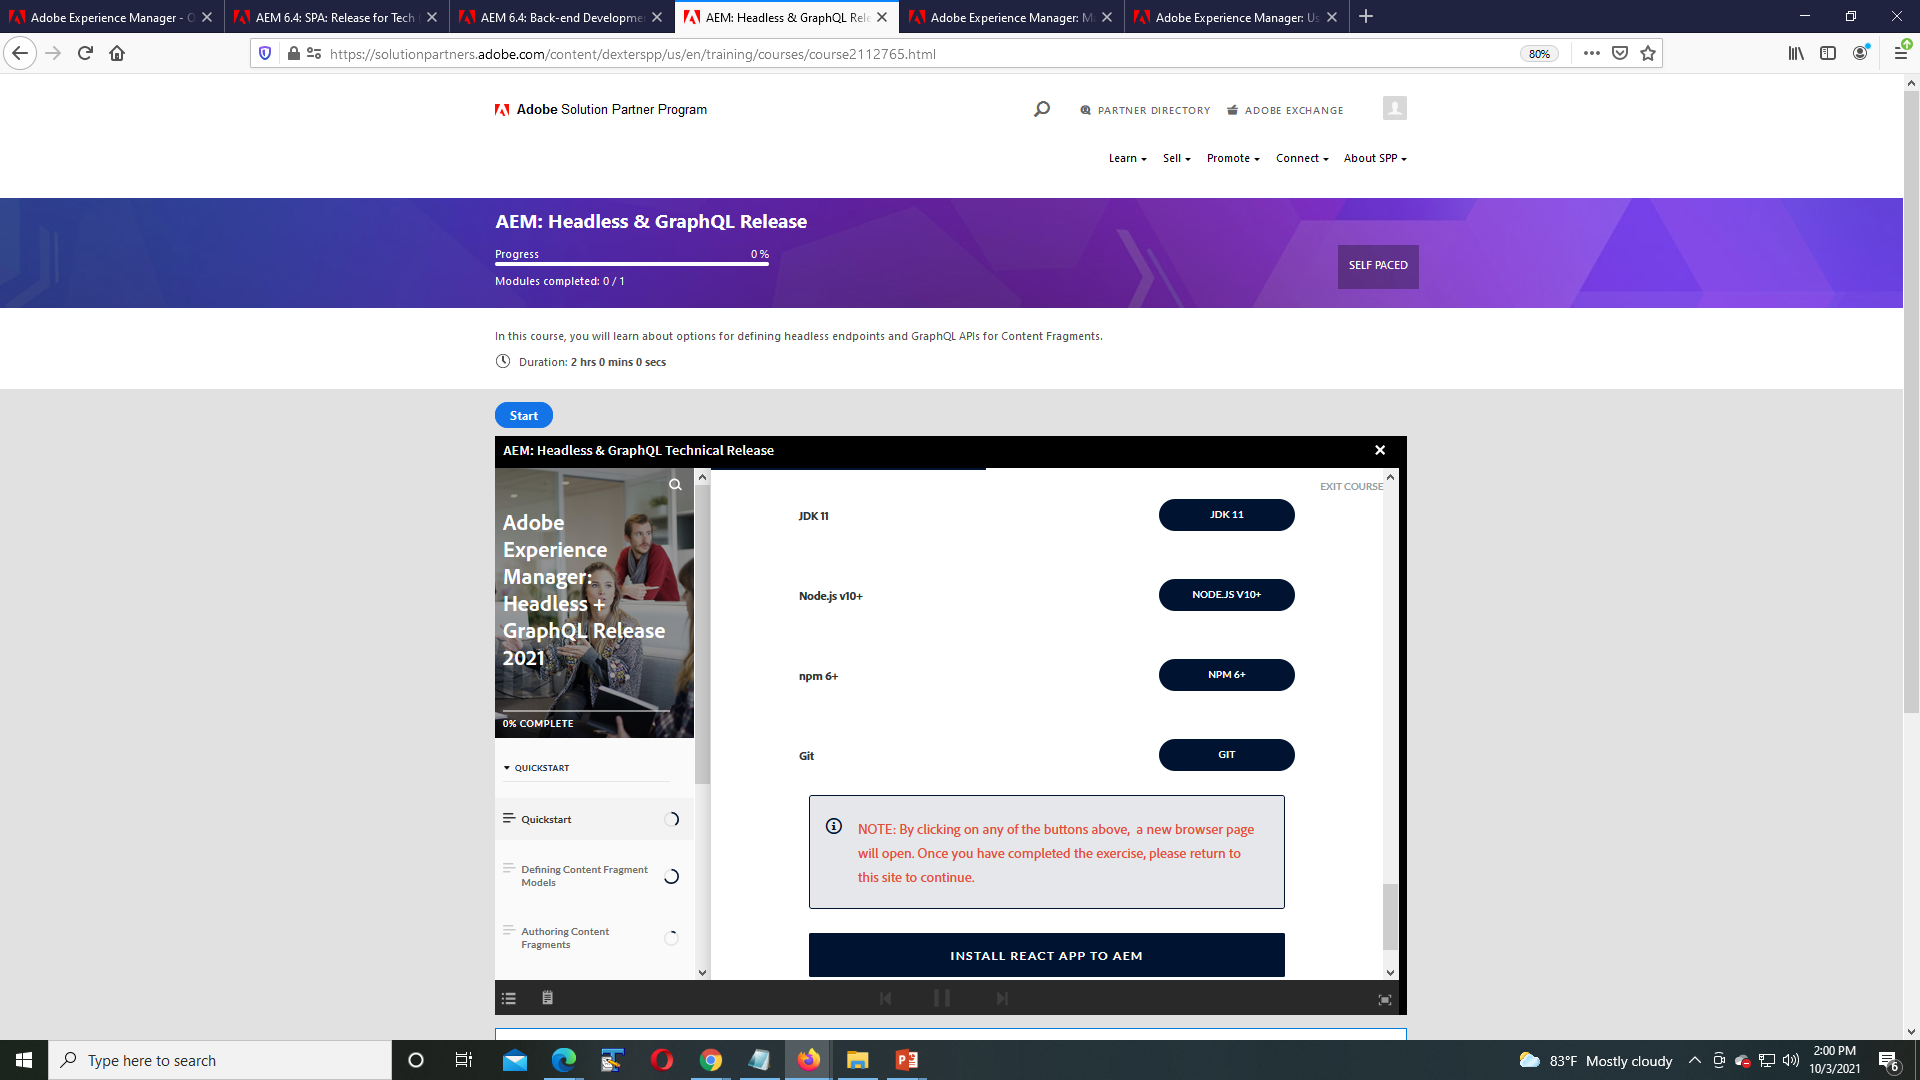 Adobe Experience Manager - O
AEM 6.4: SPA: Release for Tech
AEM 6.4: Back-end Developme
AEM: Headless & GraphQL Rele
Adobe Experience Manager: M
Adobe Experience Manager: Us
https://solutionpartners.adobe.com/content/dexterspp/us/en/training/courses/course2112765.html
80%
Adobe Solution Partner Program
PARTNER DIRECTORY
ADOBE EXCHANGE
Learn
Sell
Promote
Connect
About SPP
AEM: Headless & GraphQL Release
Progress
0 %
Modules completed: 0 / 1
SELF PACED
In this course, you will learn about options for defining headless endpoints and GraphQL APIs for Content Fragments.
Duration: 2 hrs 0 mins 0 secs
Start
AEM: Headless & GraphQL Technical Release
Adobe
Experience
Manager:
Headless +
GraphQL Release
2021
0% COMPLETE
QUICKSTART
Quickstart
Defining Content Fragment
Models
Authoring Content
Fragments
EXIT COURSE
JDK 11
JDK 11
Node.js v10+
NODE.JS V10+
npm 6+
NPM 6+
Git
GIT
NOTE: By clicking on any of the buttons above, a new browser page
will open. Once you have completed the exercise, please return to
this site to continue.
INSTALL REACT APP TO AEM
Type here to search
83°F Mostly cloudy
2:00 PM
10/3/2021
6